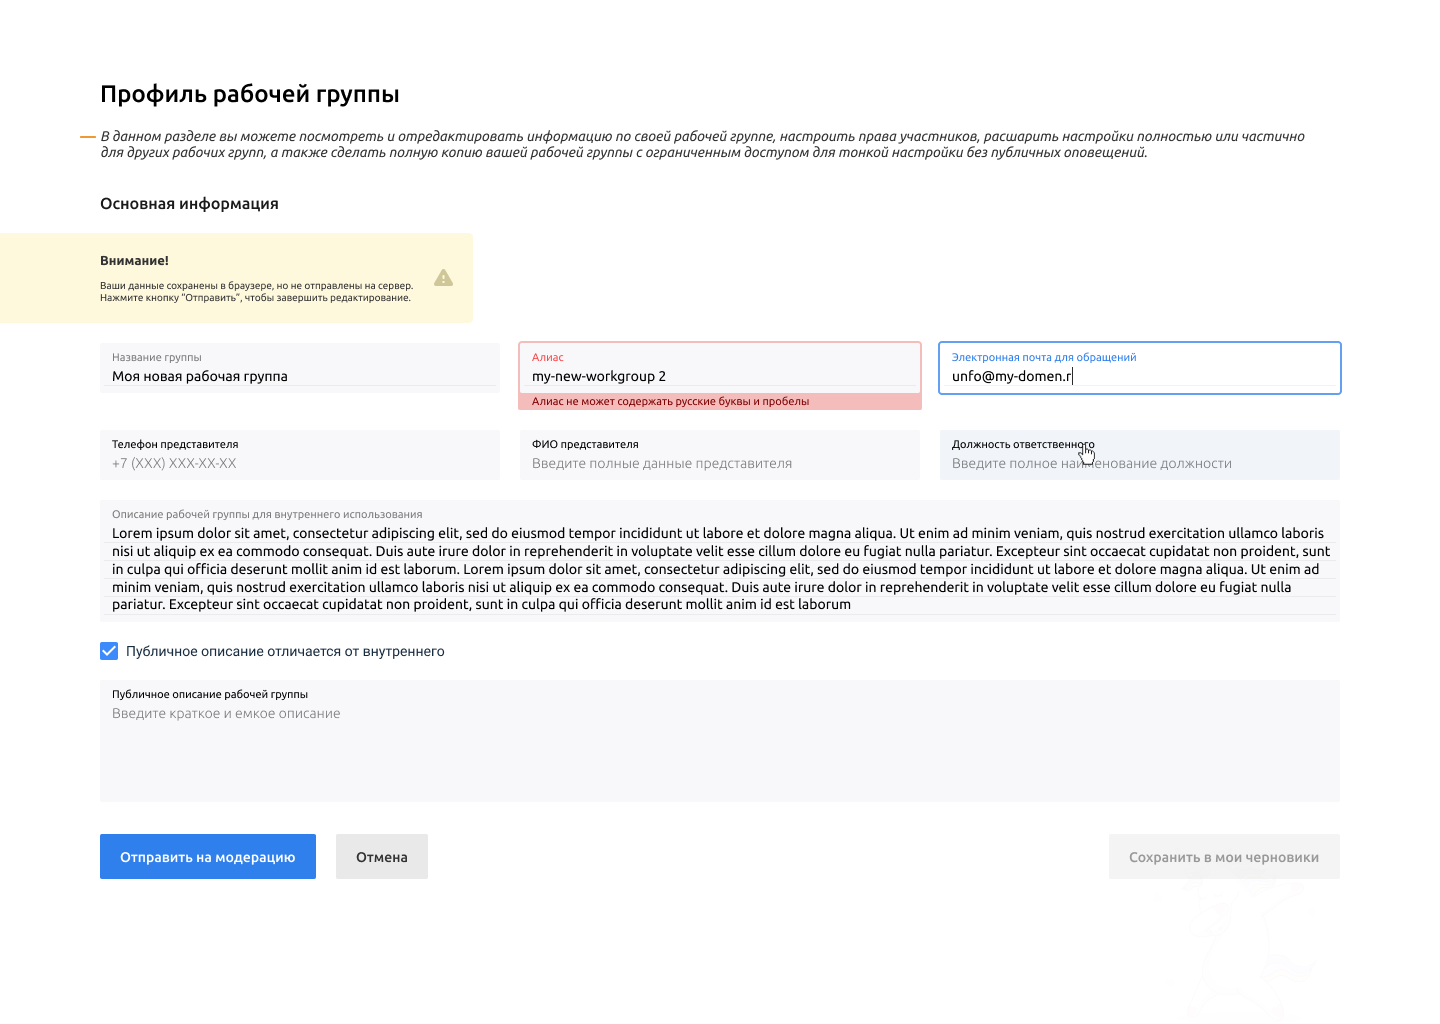 Профиль рабочей группы
В данном разделе вы можете посмотреть и отредактировать информацию по своей рабочей группе, настроить права участников, расшарить настройки полностью или частично
для других рабочих групп, а также сделать полную копию вашей рабочей группы с ограниченным доступом для тонкой настройки без публичных оповещений.
Основная информация
Внимание!
Ваши данные сохранены в браузере, но не отправлены на сервер.
Нажмите кнопку "Отправить", чтобы завершить редактирование.
Название группы
Моя новая рабочая группа
Алиас
my-new-workgroup 2
Алиас не может содержать русские буквы и пробелы
Электронная почта для обращений
unfo@my-domen.r
Телефон представителя
+7 (XXX) XXX-XX-XX
ФИО представителя
Введите полные данные представителя
Должность ответственного
Введите полное наименование должности
Описание рабочей группы для внутреннего использования
Lorem ipsum dolor sit amet, consectetur adipiscing elit, sed do eiusmod tempor incididunt ut labore et dolore magna aliqua. Ut enim ad minim veniam, quis nostrud exercitation ullamco laboris
nisi ut aliquip ex ea commodo consequat. Duis aute irure dolor in reprehenderit in voluptate velit esse cillum dolore eu fugiat nulla pariatur. Excepteur sint occaecat cupidatat non proident, sunt
in culpa qui officia deserunt mollit anim id est laborum. Lorem ipsum dolor sit amet, consectetur adipiscing elit, sed do eiusmod tempor incididunt ut labore et dolore magna aliqua. Ut enim ad
minim veniam, quis nostrud exercitation ullamco laboris nisi ut aliquip ex ea commodo consequat. Duis aute irure dolor in reprehenderit in voluptate velit esse cillum dolore eu fugiat nulla
pariatur. Excepteur sint occaecat cupidatat non proident, sunt in culpa qui officia deserunt mollit anim id est laborum
Публичное описание отличается от внутреннего
Публичное описание рабочей группы
Введите краткое и емкое описание
Отправить на модерацию
Отмена
Сохранить в мои черновики